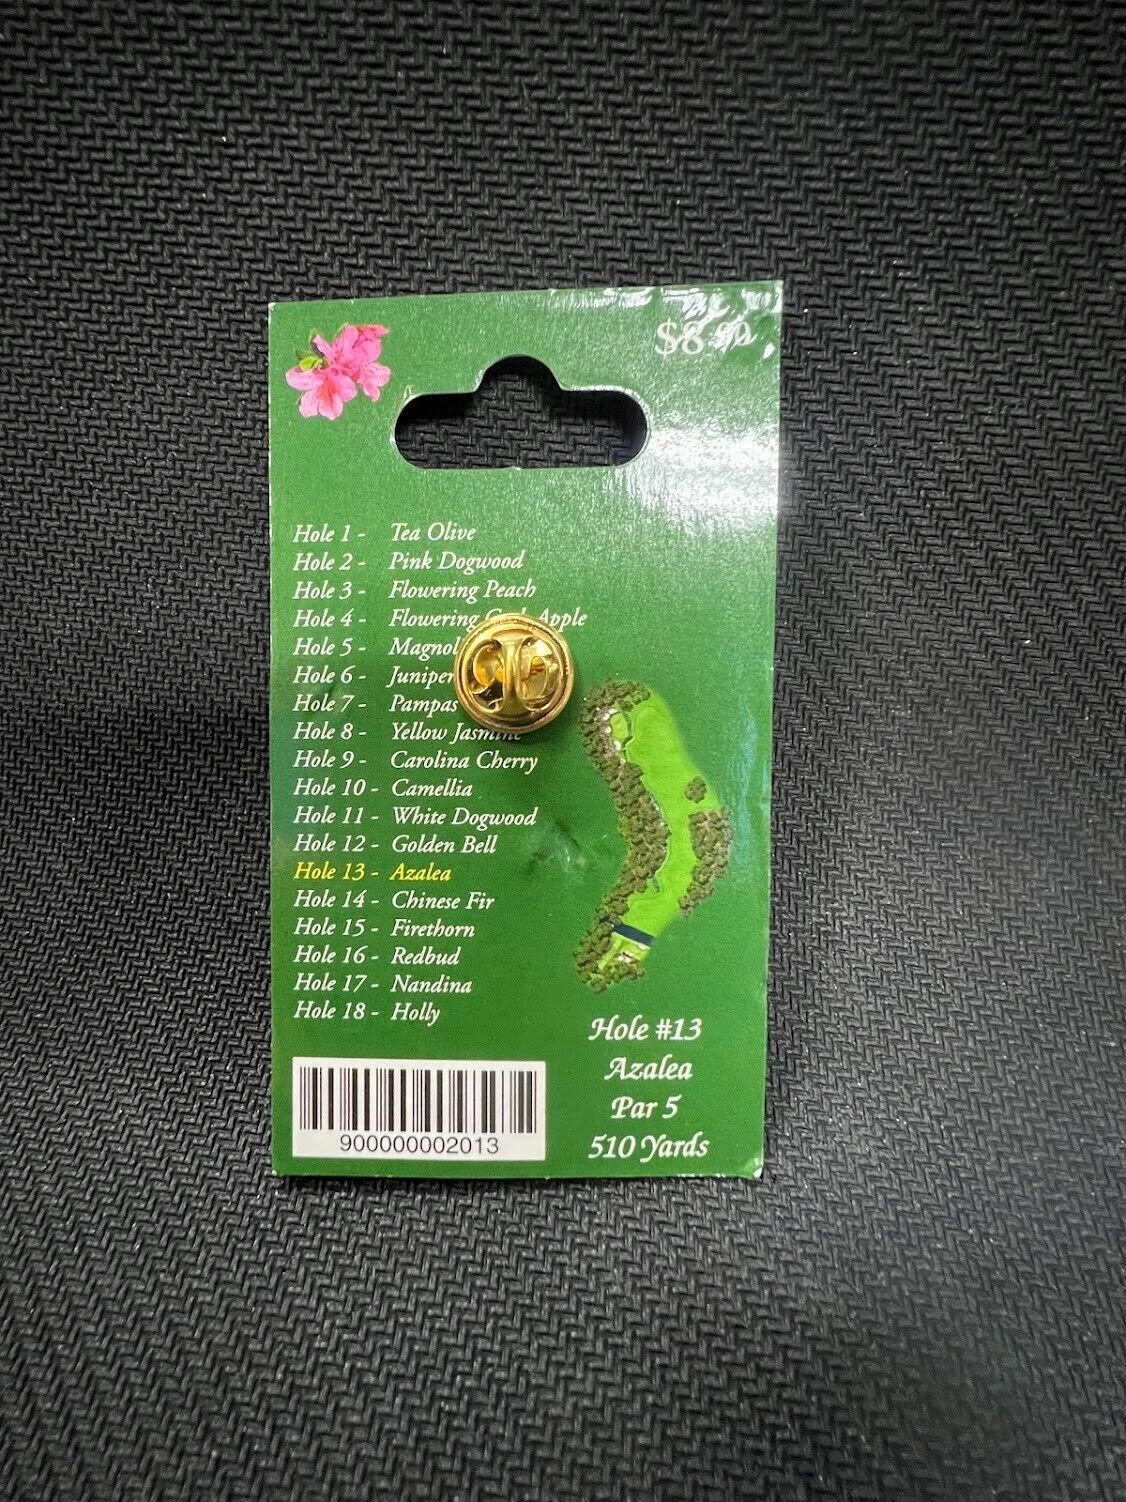 Hole 1 - Tea Olive
Hole 2 - Pink Dogwood
Hole 3 - Flowering Peach
Hole 4 - Flowering Apple
Hole 5 -
Hole 6 - Juniper
Hole 7 - Pampas
Hole 8 - Yellow Jasmine
Hole 9 - Carolina Cherry
Hole 10 - Camellia
Hole 11 - White Dogwood
Hole 12 - Golden Bell
Hole 13 - Azalea
Hole 14 - Chinese Fir
Hole 15 - Firethorn
Hole 16 - Redbud
Hole 17 - Nandina
Hole 18 - Holly
Hole #13
Azalea
Par 5
510 Yards
900000002013